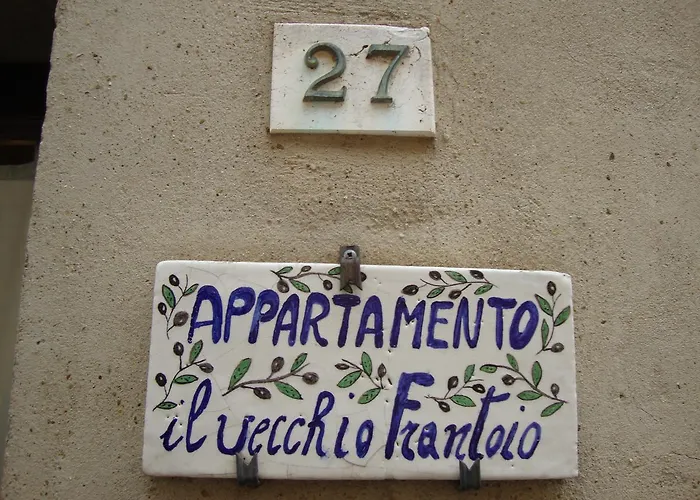 27
APPARTAMENTO
il vecchio Frantoio